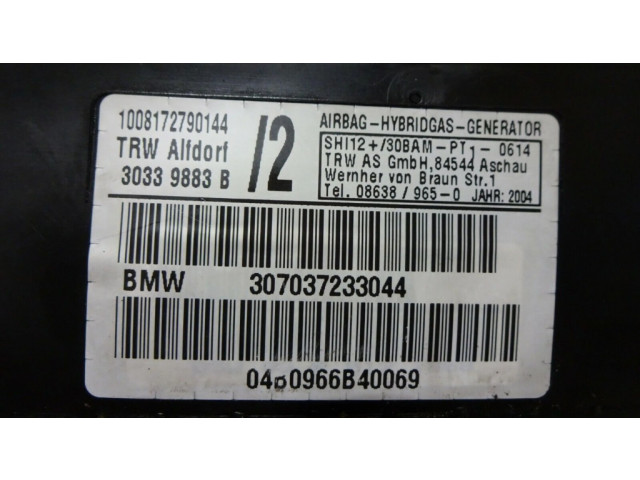 1008172790144
TRW Alfdorf
3033 9883 B
/2
AIRBAG-HYBRIDGAS-GENERATOR
SHI12+/30BAM-PT1-0614
TRW AS GmbH,84544 Aschau
Wernher von Braun Str.1
Tel. 08638/965-0 JAHR: 2004
BMW 307037233044
04B0966B40069